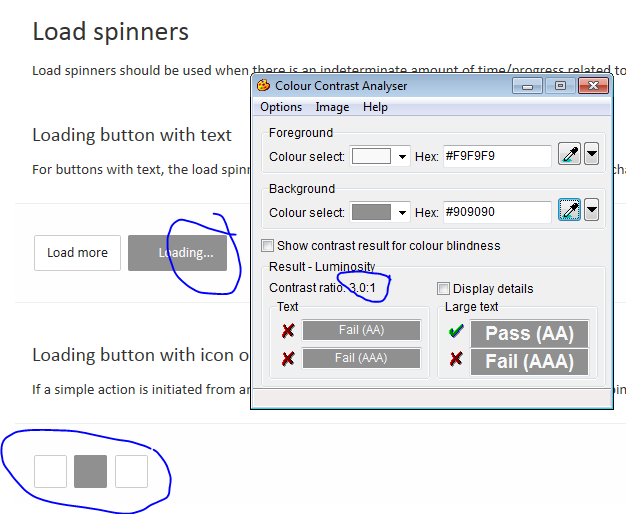 Load spinners
Load spinners should be used when there is an indeterminate amount of time/progress related to
Loading button with text
For buttons with text, the load spin
cha
Load more
Loading...
Loading button with icon o
If a simple action is initiated from an
pin
Colour Contrast Analyser
Options Image Help
Foreground
Colour select: Hex: #F9F9F9
Background
Colour select: Hex: #909090
Show contrast result for colour blindness
Result - Luminosity
Contrast ratio: 3.0:1
Display details
Text
Fail (AA)
Fail (AAA)
Large text
Pass (AA)
Fail (AAA)